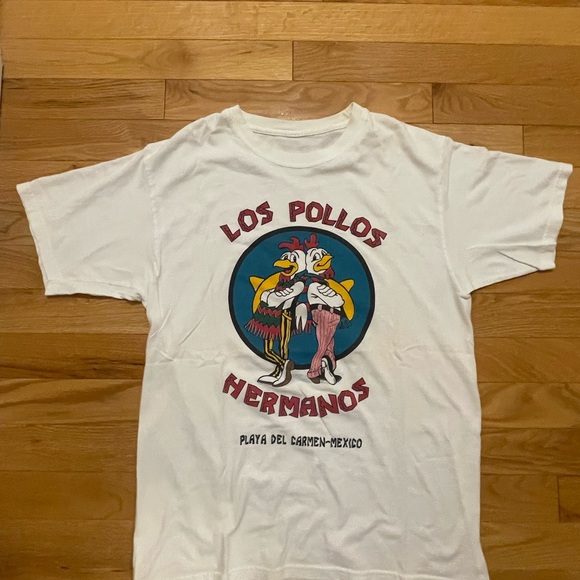 LOS POLLOS
HERMANOS
PLAYA DEL CARMEN-MEXICO